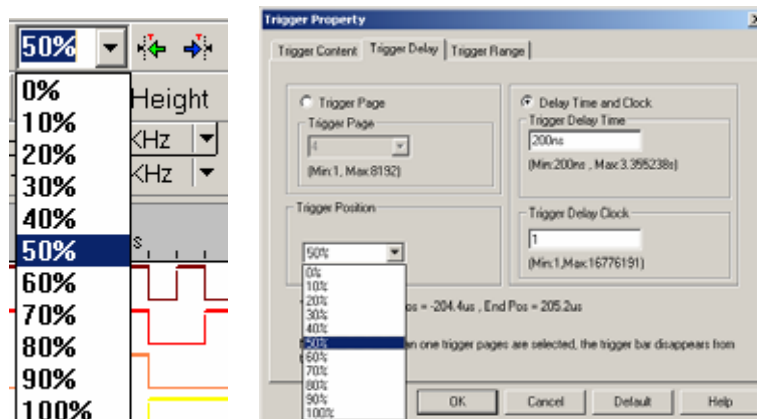 50%
0%
10%
20%
30%
40%
50%
60%
70%
80%
90%
100%
Height
KHz
KHz
s
Trigger Property
Trigger Content
Trigger Delay
Trigger Range
Trigger Page
Trigger Page
4
(Min:1, Max:8192)
Trigger Position
50%
0%
10%
20%
30%
40%
50%
60%
70%
80%
90%
100%
Delay Time and Clock
Trigger Delay Time
200ns
(Min:200ns , Max:3.355238s)
Trigger Delay Clock
1
(Min:1,Max:16776191)
os = -204.4us , End Pos = 205.2us
an one trigger pages are selected, the trigger bar disappears from
OK
Cancel
Default
Help